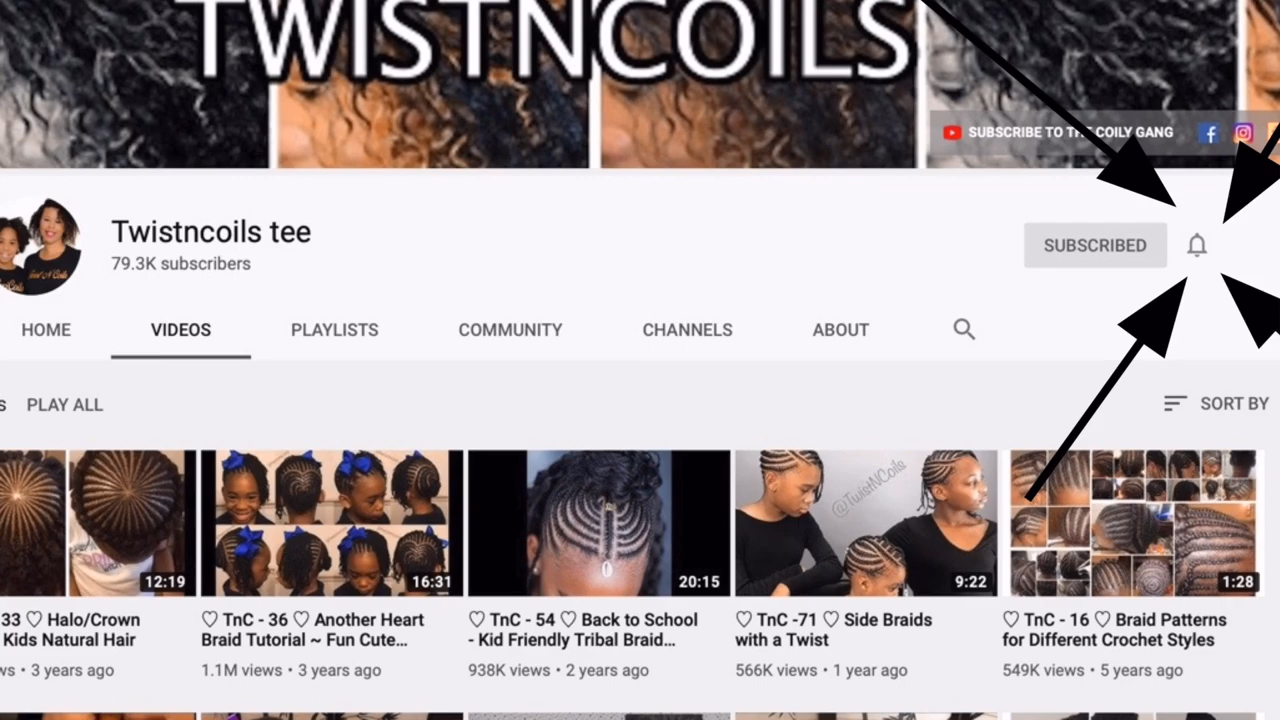 TWISTNCOILS
SUBSCRIBE TO THE COILY GANG
Twistncoils tee
79.3K subscribers
SUBSCRIBED
HOME VIDEOS PLAYLISTS COMMUNITY CHANNELS ABOUT
s PLAY ALL SORT BY
@TwistNCoils
12:19 16:31 20:15 9:22 1:28
33 ♡ Halo/Crown
Kids Natural Hair
ws • 3 years ago
♡ TnC - 36 ♡ Another Heart
Braid Tutorial ~ Fun Cute...
1.1M views • 3 years ago
♡ TnC - 54 ♡ Back to School
- Kid Friendly Tribal Braid...
938K views • 2 years ago
♡ TnC -71 ♡ Side Braids
with a Twist
566K views • 1 year ago
♡ TnC - 16 ♡ Braid Patterns
for Different Crochet Styles
549K views • 5 years ago